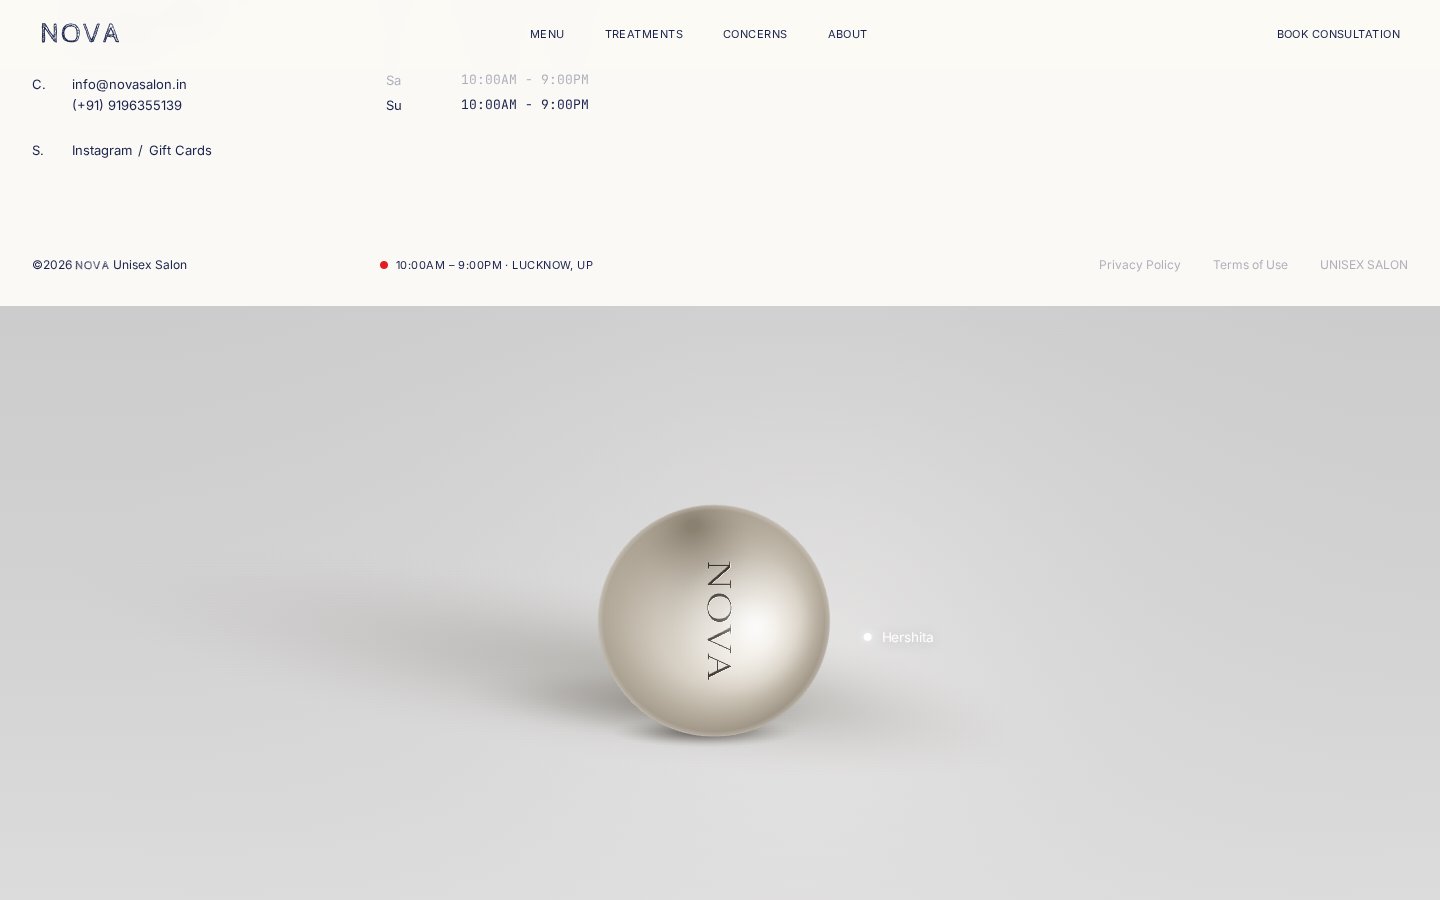 NOVA MENU TREATMENTS CONCERNS ABOUT BOOK CONSULTATION
C. info@novasalon.in
(+91) 9196355139
Sa 10:00AM - 9:00PM
Su 10:00AM - 9:00PM
S. Instagram / Gift Cards
©2026 NOVA Unisex Salon
10:00AM – 9:00PM · LUCKNOW, UP
Privacy Policy Terms of Use UNISEX SALON
NOVA
Hershita